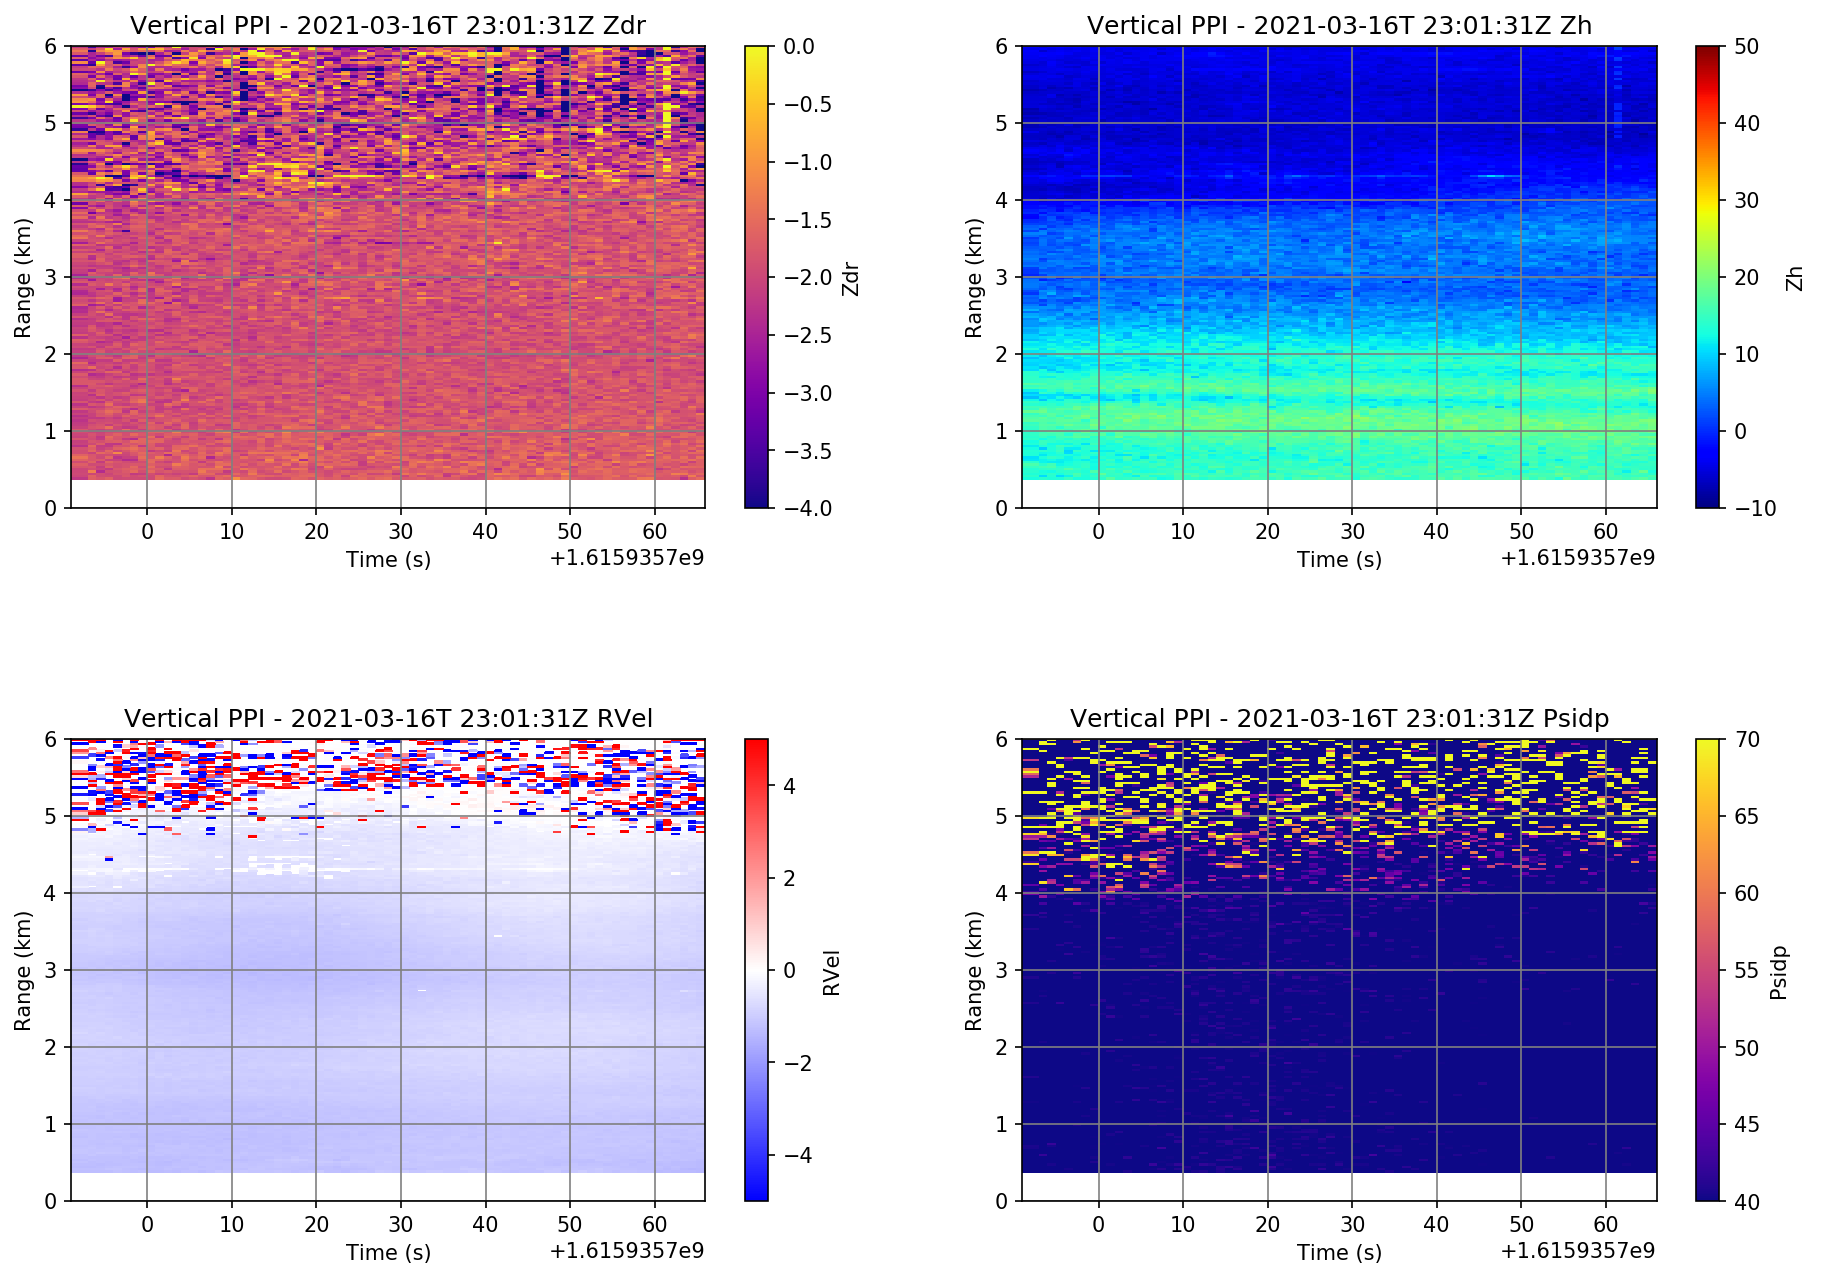 Vertical PPI - 2021-03-16T 23:01:31Z Zdr
6
5
4
3
2
1
0
Range (km)
0 10 20 30 40 50 60
Time (s)
+1.6159357e9
0.0
−0.5
−1.0
−1.5
−2.0
−2.5
−3.0
−3.5
−4.0
Zdr
Vertical PPI - 2021-03-16T 23:01:31Z Zh
6
5
4
3
2
1
0
Range (km)
0 10 20 30 40 50 60
Time (s)
+1.6159357e9
50
40
30
20
10
0
−10
Zh
Vertical PPI - 2021-03-16T 23:01:31Z RVel
6
5
4
3
2
1
0
Range (km)
0 10 20 30 40 50 60
Time (s)
+1.6159357e9
4
2
0
−2
−4
RVel
Vertical PPI - 2021-03-16T 23:01:31Z Psidp
6
5
4
3
2
1
0
Range (km)
0 10 20 30 40 50 60
Time (s)
+1.6159357e9
70
65
60
55
50
45
40
Psidp